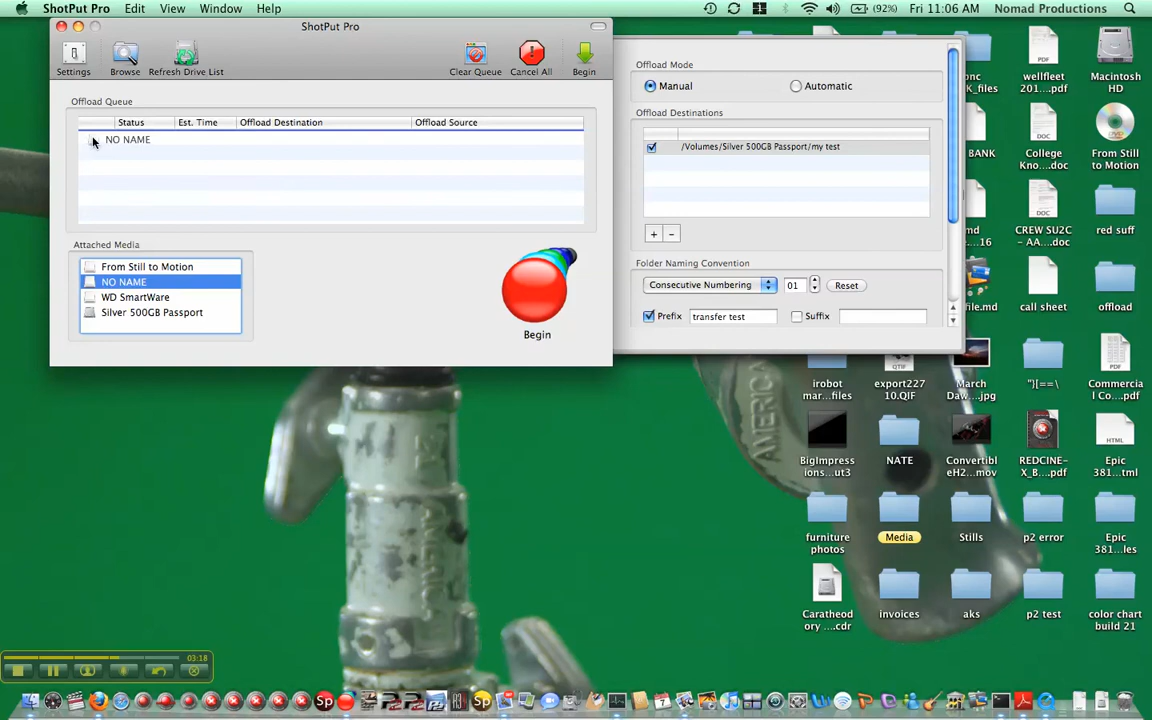 ShotPut Pro Edit View Window Help (92%) Fri 11:06 AM Nomad Productions
ShotPut Pro
Settings Browse Refresh Drive List Clear Queue Cancel All Begin
Offload Queue
Status Est. Time Offload Destination Offload Source
NO NAME
Attached Media
From Still to Motion
NO NAME
WD SmartWare
Silver 500GB Passport
Begin
Offload Mode
Manual Automatic
Offload Destinations
/Volumes/Silver 500GB Passport/my test
+ -
Folder Naming Convention
Consecutive Numbering 01 Reset
Prefix transfer test Suffix
wellfleet
201....pdf
Macintosh
HD
K_files
BANK
College
Kno....doc
From Still
to Motion
CREW SU2C
- AA...OC
red suff
call sheet
offload
irobot
mar...files
export227
10.QIF
March
Daw...jpg
")[==\
Commercia
l Co....pdf
BigImpress
ions...ut3
NATE
Convertibl
eH2...mov
REDCINE-
X_B...pdf
Epic
381...tml
furniture
photos
Media
Stills
p2 error
Epic
381...les
Caratheod
ory ....cdr
invoices
aks
p2 test
color chart
build 21
03:18